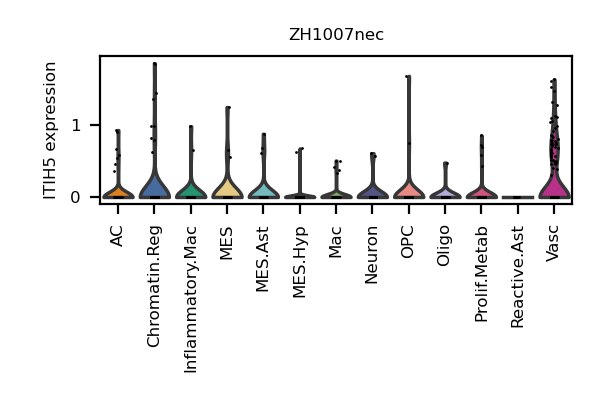 ZH1007nec
ITIH5 expression
1
0
AC
Chromatin.Reg
Inflammatory.Mac
MES
MES.Ast
MES.Hyp
Mac
Neuron
OPC
Oligo
Prolif.Metab
Reactive.Ast
Vasc